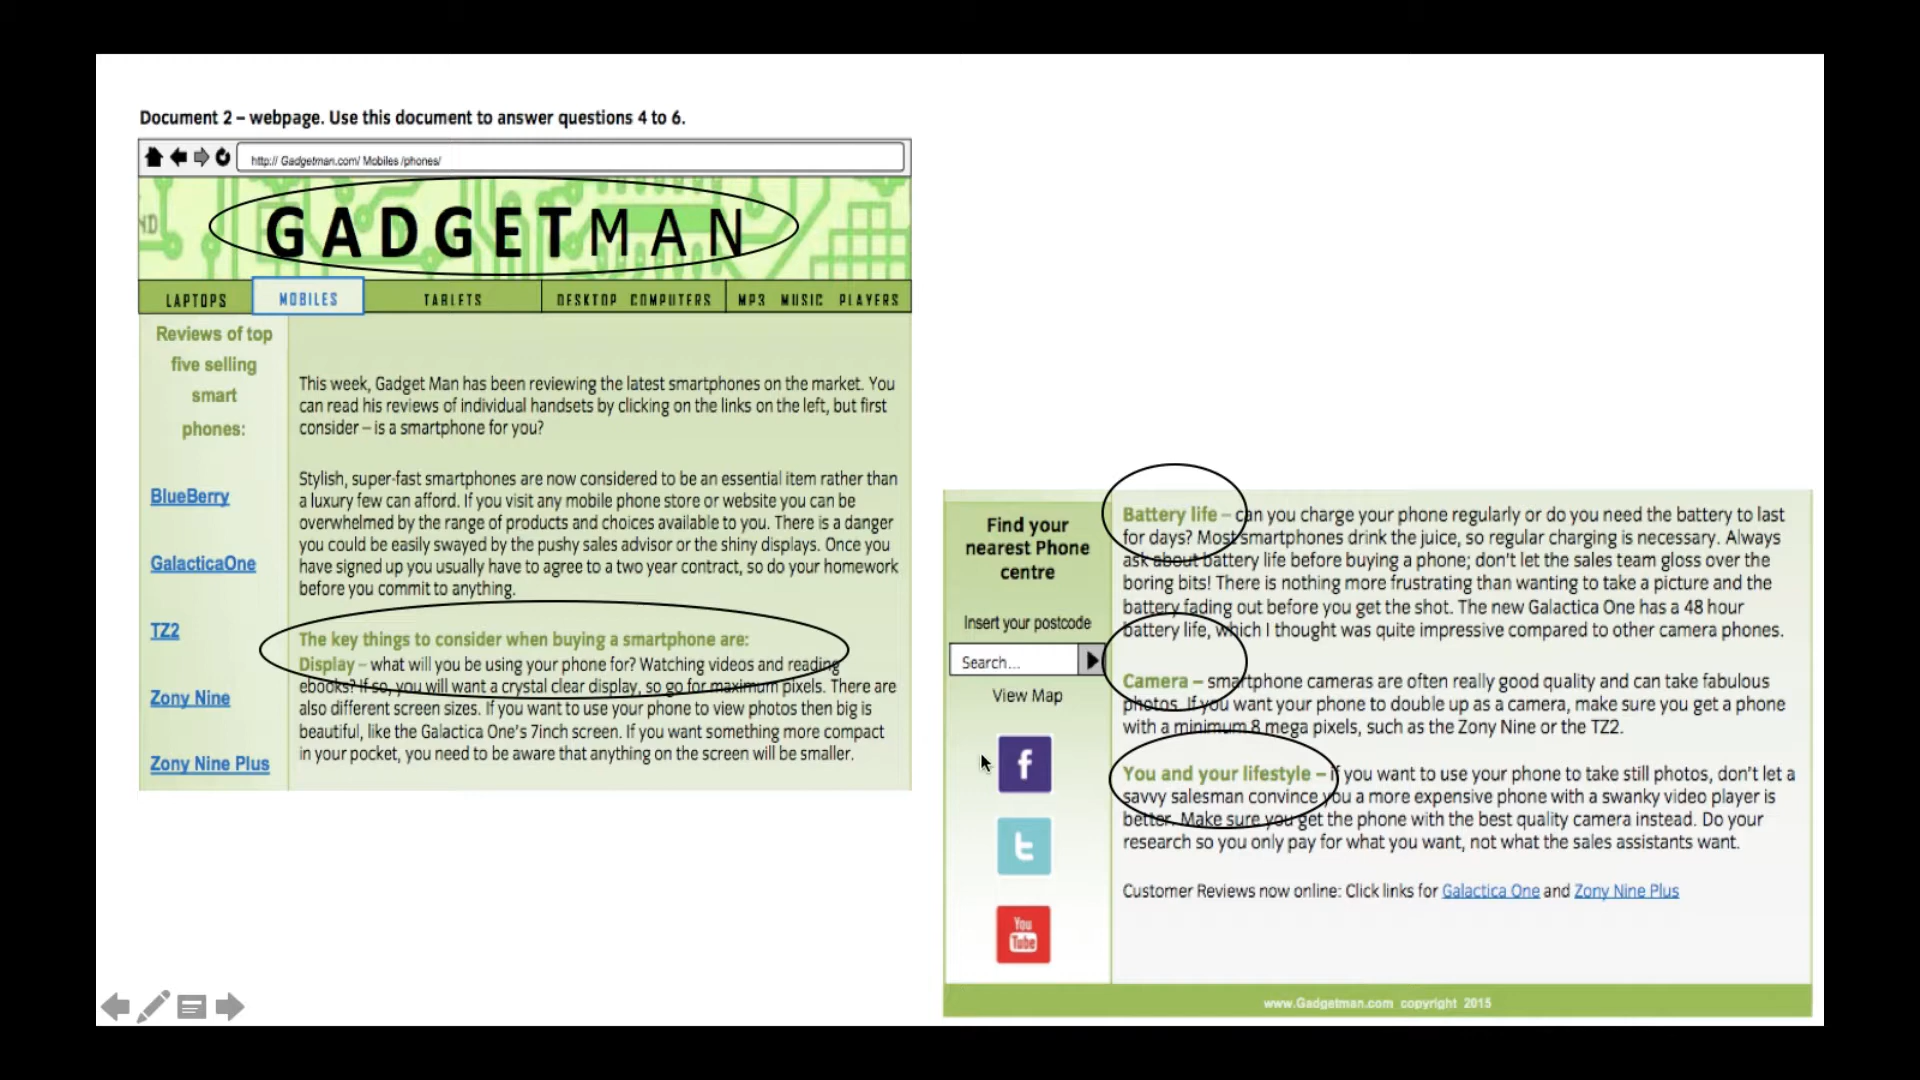 Document 2 – webpage. Use this document to answer questions 4 to 6.
http:// Gadgetman.com/ Mobiles /phones/
ND
GADGETMAN
LAPTOPS MOBILES TABLETS DESKTOP COMPUTERS MP3 MUSIC PLAYERS
Reviews of top
five selling
smart
phones:
BlueBerry
GalacticaOne
TZ2
Zony Nine
Zony Nine Plus
This week, Gadget Man has been reviewing the latest smartphones on the market. You
can read his reviews of individual handsets by clicking on the links on the left, but first
consider – is a smartphone for you?
Stylish, super-fast smartphones are now considered to be an essential item rather than
a luxury few can afford. If you visit any mobile phone store or website you can be
overwhelmed by the range of products and choices available to you. There is a danger
you could be easily swayed by the pushy sales advisor or the shiny displays. Once you
have signed up you usually have to agree to a two year contract, so do your homework
before you commit to anything.
The key things to consider when buying a smartphone are:
Display – what will you be using your phone for? Watching videos and reading
ebooks? If so, you will want a crystal clear display, so go for maximum pixels. There are
also different screen sizes. If you want to use your phone to view photos then big is
beautiful, like the Galactica One's 7inch screen. If you want something more compact
in your pocket, you need to be aware that anything on the screen will be smaller.
Find your
nearest Phone
centre
Insert your postcode
Search...
View Map
f
t
You
Tube
Battery life – can you charge your phone regularly or do you need the battery to last
for days? Most smartphones drink the juice, so regular charging is necessary. Always
ask about battery life before buying a phone; don't let the sales team gloss over the
boring bits! There is nothing more frustrating than wanting to take a picture and the
battery fading out before you get the shot. The new Galactica One has a 48 hour
battery life, which I thought was quite impressive compared to other camera phones.
Camera – smartphone cameras are often really good quality and can take fabulous
photos. If you want your phone to double up as a camera, make sure you get a phone
with a minimum 8 mega pixels, such as the Zony Nine or the TZ2.
You and your lifestyle – if you want to use your phone to take still photos, don't let a
savvy salesman convince you a more expensive phone with a swanky video player is
better. Make sure you get the phone with the best quality camera instead. Do your
research so you only pay for what you want, not what the sales assistants want.
Customer Reviews now online: Click links for Galactica One and Zony Nine Plus
www.Gadgetman.com copyright 2015